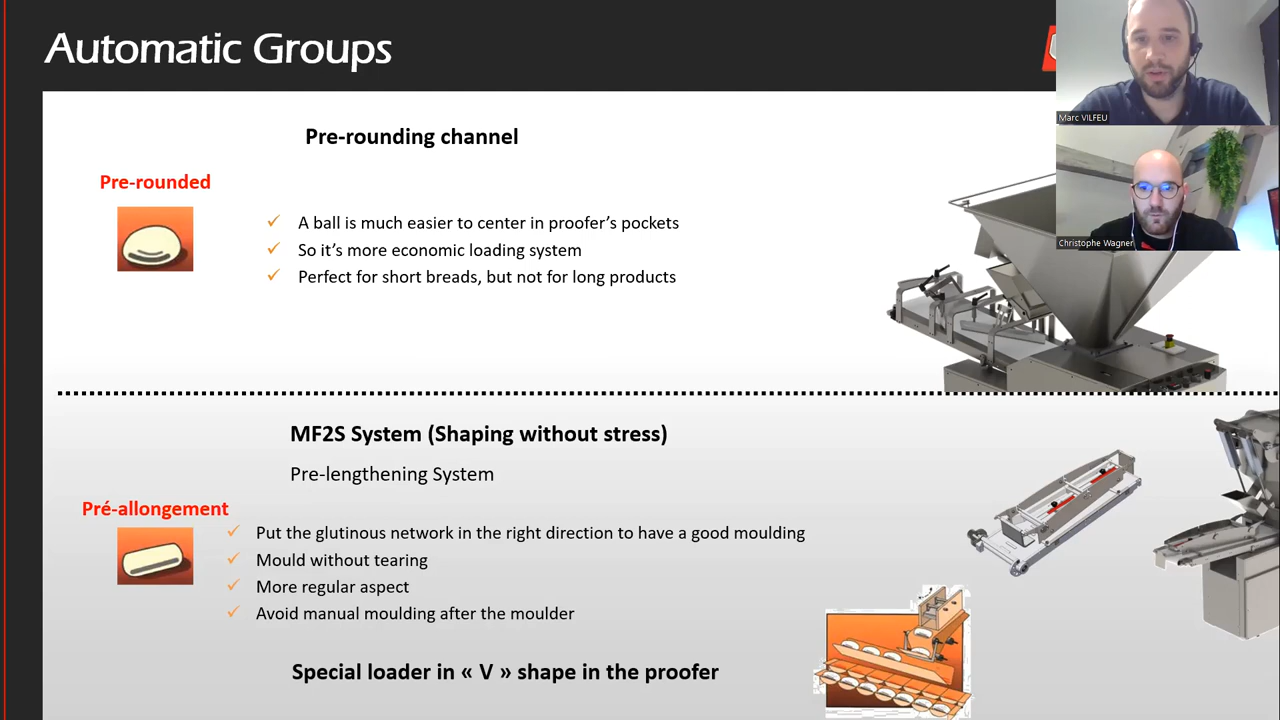 Automatic Groups
Marc VILFEU
Christophe Wagner
Pre-rounding channel
Pre-rounded
A ball is much easier to center in proofer’s pockets
So it’s more economic loading system
Perfect for short breads, but not for long products
MF2S System (Shaping without stress)
Pre-lengthening System
Pré-allongement
Put the glutinous network in the right direction to have a good moulding
Mould without tearing
More regular aspect
Avoid manual moulding after the moulder
Special loader in « V » shape in the proofer